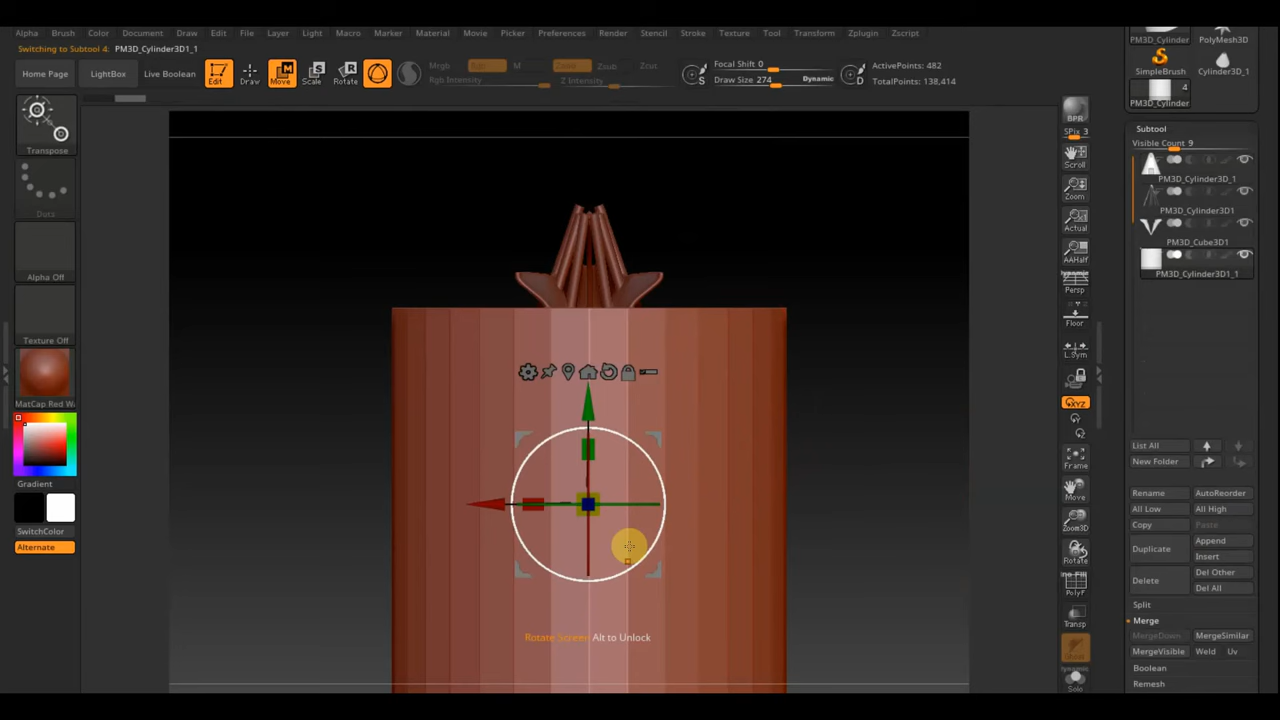 Alpha Brush Color Document Draw Edit File Layer Light Macro Marker Material Movie Picker Preferences Render Stencil Stroke Texture Tool Transform Zplugin Zscript
Switching to Subtool 4: PM3D_Cylinder3D1_1
Home Page
LightBox
Live Boolean
Edit
Draw
Move
Scale
Rotate
Mrgb
M
Rgb Intensity
Zsub
Zcut
Z Intensity
S
Focal Shift 0
Draw Size 274
Dynamic
D
ActivePoints: 482
TotalPoints: 138,414
PM3D_Cylinder
PolyMesh3D
SimpleBrush
Cylinder3D_1
4
PM3D_Cylinder
Transpose
Dots
Alpha Off
Texture Off
MatCap Red W
Gradient
SwitchColor
Alternate
Rotate Screen Alt to Unlock
BPR
SPix 3
Scroll
Zoom
Actual
AAHalf
Persp
Floor
L.Sym
XYZ
Frame
Move
Zoom3D
Rotate
PolyF
Transp
Solo
Subtool
Visible Count 9
PM3D_Cylinder3D_1
PM3D_Cylinder3D1
PM3D_Cube3D1
PM3D_Cylinder3D1_1
List All
New Folder
Rename
AutoReorder
All Low
All High
Copy
Paste
Duplicate
Append
Insert
Delete
Del Other
Del All
Split
Merge
MergeDown
MergeSimilar
MergeVisible
Weld
Uv
Boolean
Remesh